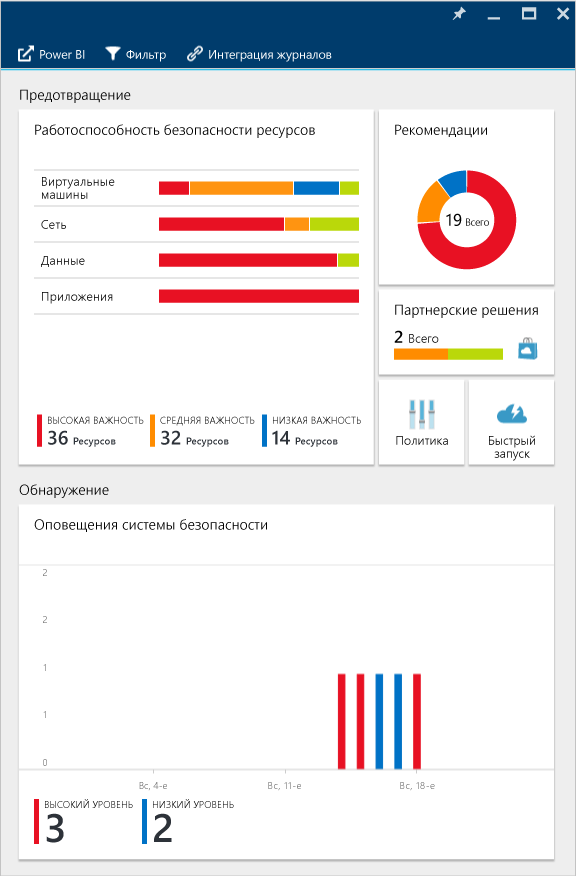 Power BI
Фильтр
Интеграция журналов
Предотвращение
Работоспособность безопасности ресурсов
Виртуальные
машины
Сеть
Данные
Приложения
ВЫСОКАЯ ВАЖНОСТЬ
36 Ресурсов
СРЕДНЯЯ ВАЖНОСТЬ
32 Ресурсов
НИЗКАЯ ВАЖНОСТЬ
14 Ресурсов
Рекомендации
19 Всего
Партнерские решения
2 Всего
Политика
Быстрый
запуск
Обнаружение
Оповещения системы безопасности
2
2
1
1
0
Вс, 4-е
Вс, 11-е
Вс, 18-е
ВЫСОКИЙ УРОВЕНЬ
3
НИЗКИЙ УРОВЕНЬ
2